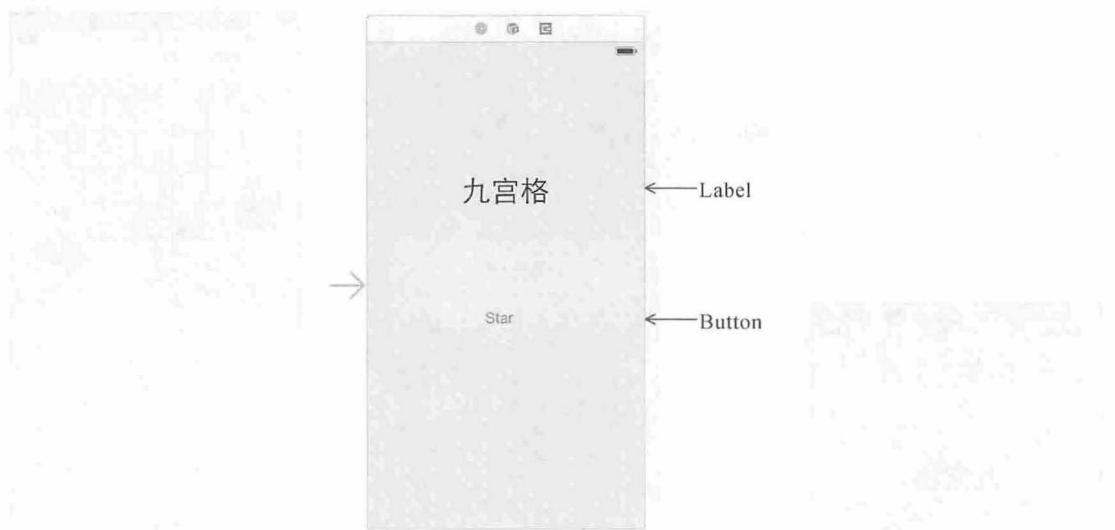 九宫格
Label
Star
Button